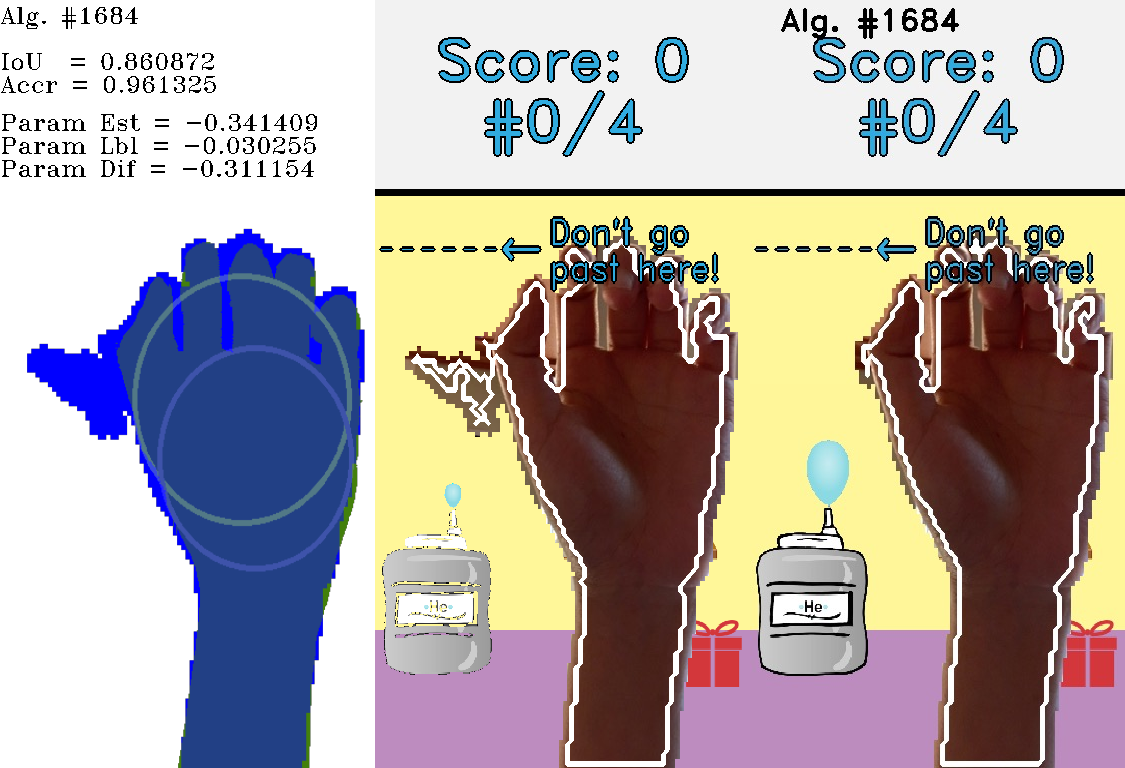 Alg. #1684
IoU = 0.860872
Accr = 0.961325
Param Est = −0.341409
Param Lbl = −0.030255
Param Dif = −0.311154
Score: 0
#0/4
Don't go
past here!
He
Alg. #1684
Score: 0
#0/4
Don't go
past here!
He